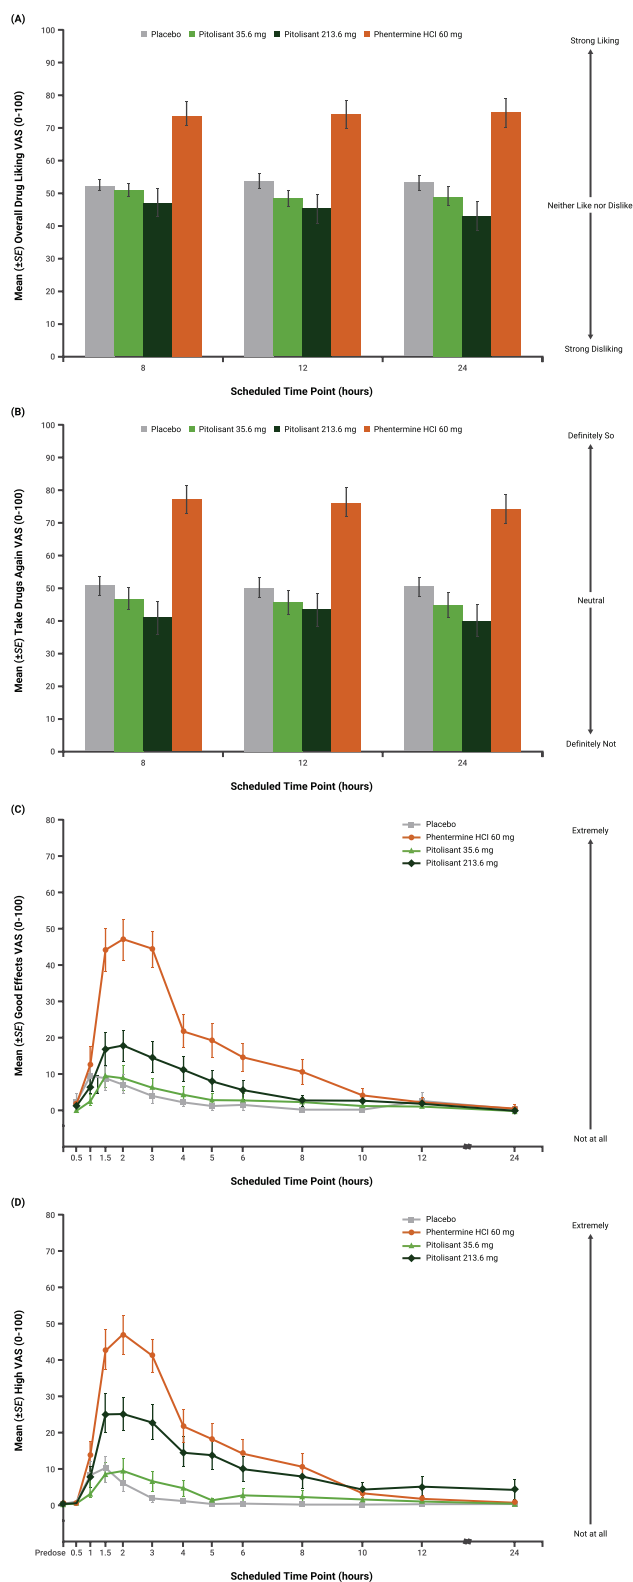 (A)
Placebo Pitolisant 35.6 mg Pitolisant 213.6 mg Phentermine HCl 60 mg
Mean (±SE) Overall Drug Liking VAS (0-100)
100
90
80
70
60
50
40
30
20
10
0
8 12 24
Scheduled Time Point (hours)
Strong Liking
Neither Like nor Dislike
Strong Disliking
(B)
Placebo Pitolisant 35.6 mg Pitolisant 213.6 mg Phentermine HCl 60 mg
Mean (±SE) Take Drugs Again VAS (0-100)
100
90
80
70
60
50
40
30
20
10
0
8 12 24
Scheduled Time Point (hours)
Definitely So
Neutral
Definitely Not
(C)
Placebo
Phentermine HCl 60 mg
Pitolisant 35.6 mg
Pitolisant 213.6 mg
Mean (±SE) Good Effects VAS (0-100)
80
70
60
50
40
30
20
10
0
0.5 1 1.5 2 3 4 5 6 8 10 12 24
Scheduled Time Point (hours)
Extremely
Not at all
(D)
Placebo
Phentermine HCl 60 mg
Pitolisant 35.6 mg
Pitolisant 213.6 mg
Mean (±SE) High VAS (0-100)
80
70
60
50
40
30
20
10
0
Predose 0.5 1 1.5 2 3 4 5 6 8 10 12 24
Scheduled Time Point (hours)
Extremely
Not at all